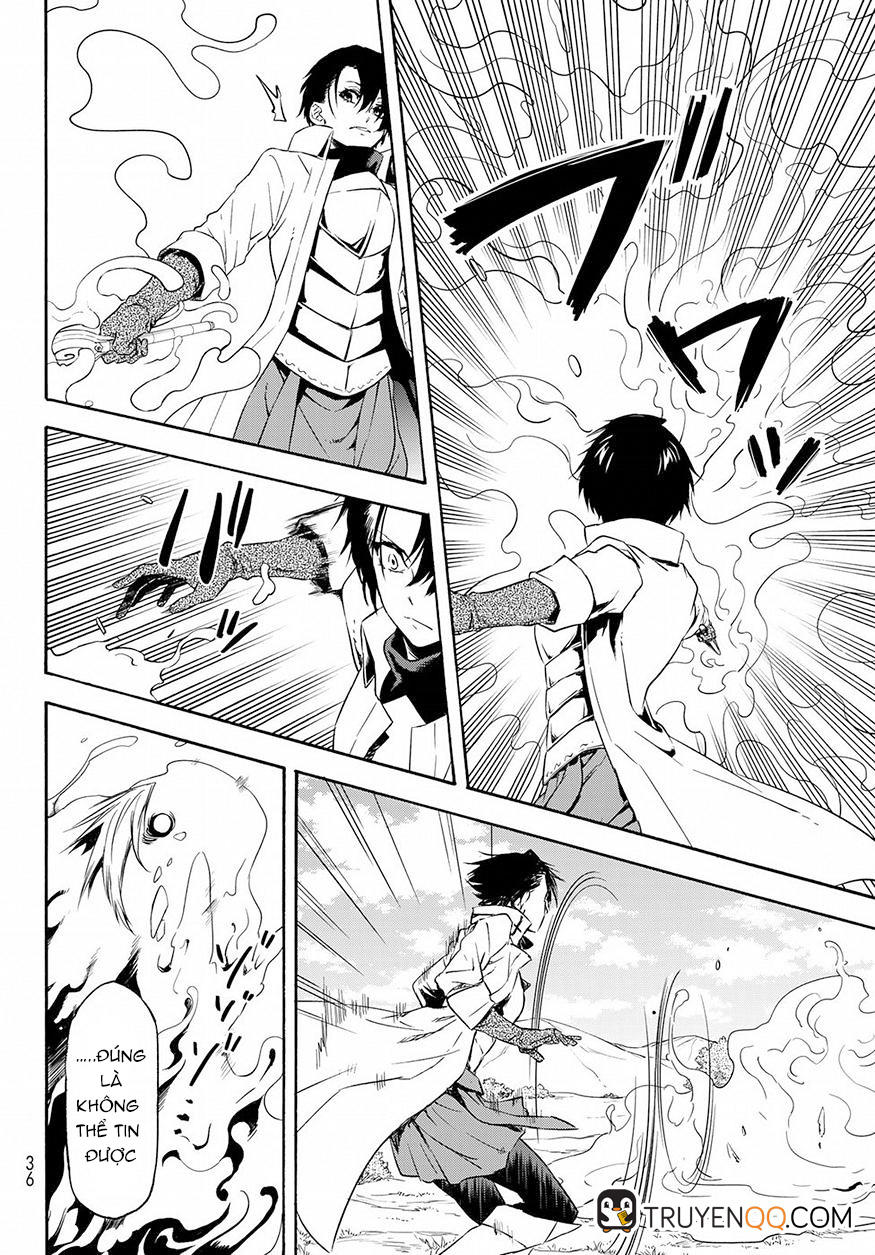 ブワッ
.....ĐÚNG
LÀ
KHÔNG
THỂ TIN
ĐƯỢC
36
TRUYENQQ.COM